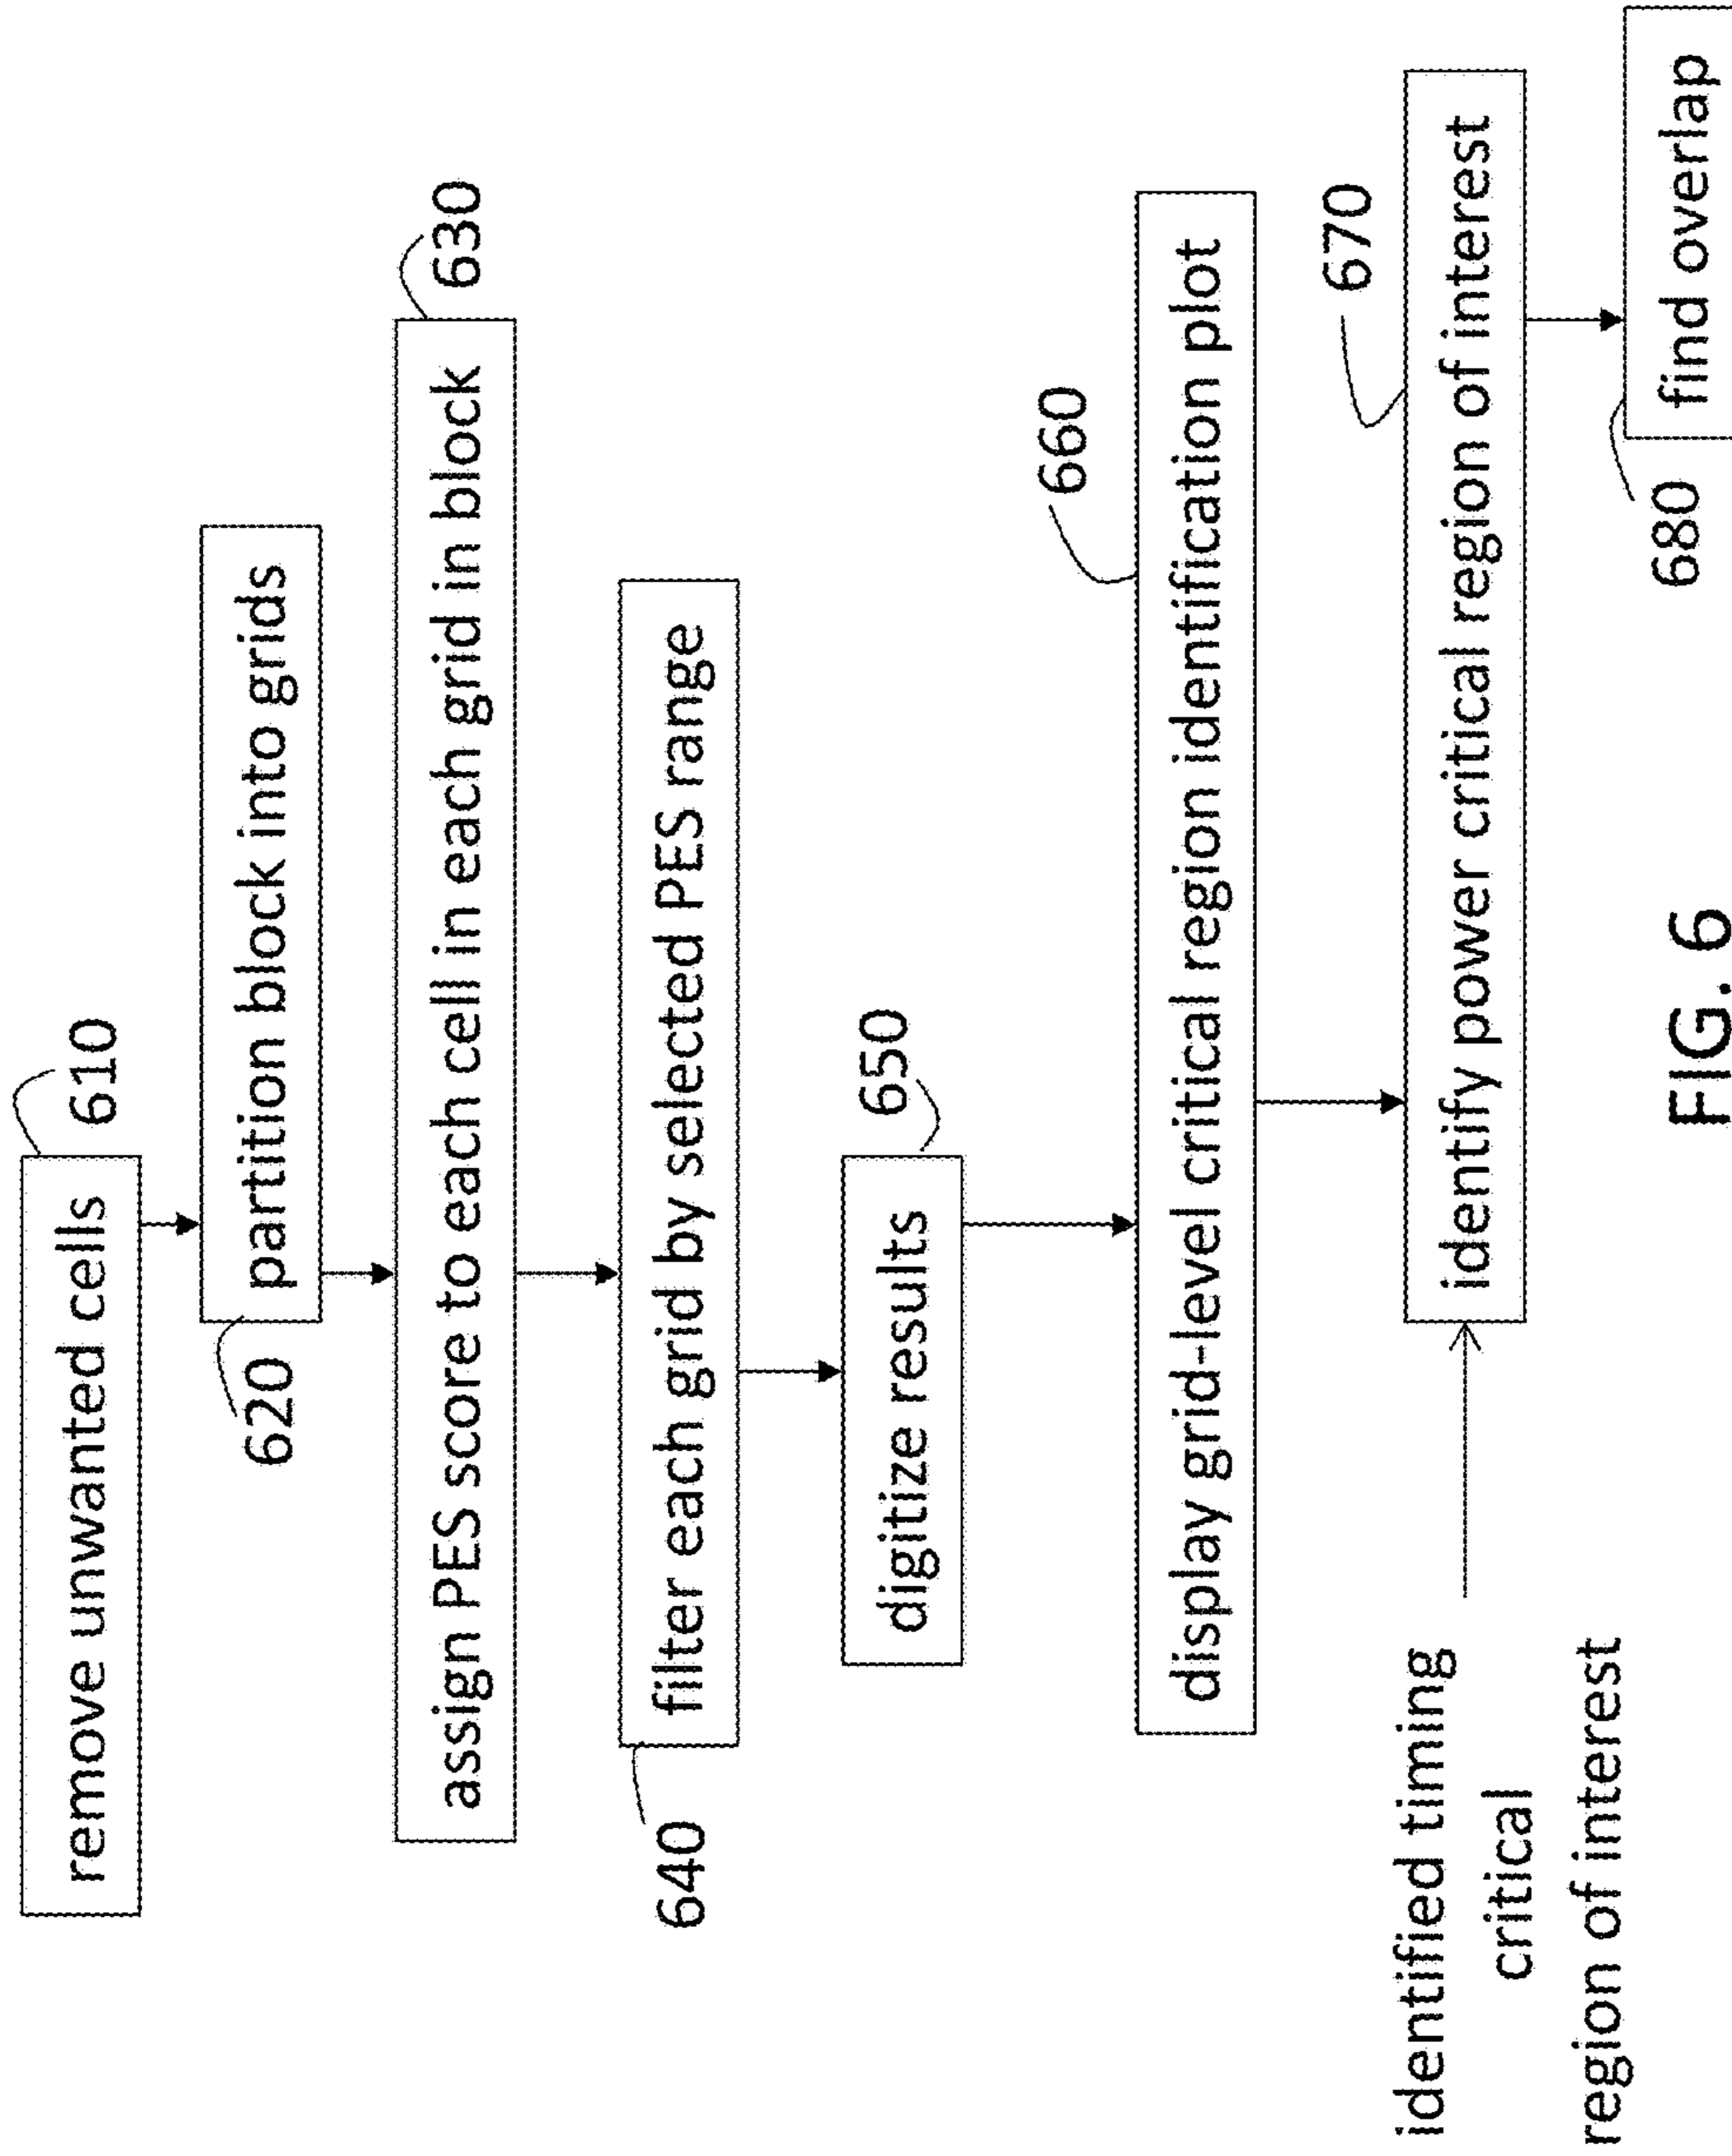 remove unwanted cells
610
620
partition block into grids
assign PES score to each cell in each grid in block
630
640
filter each grid by selected PES range
digitize results
650
display grid-level critical region identification plot
660
identified timing
critical
region of interest
identify power critical region of interest
670
680
find overlap
FIG. 6